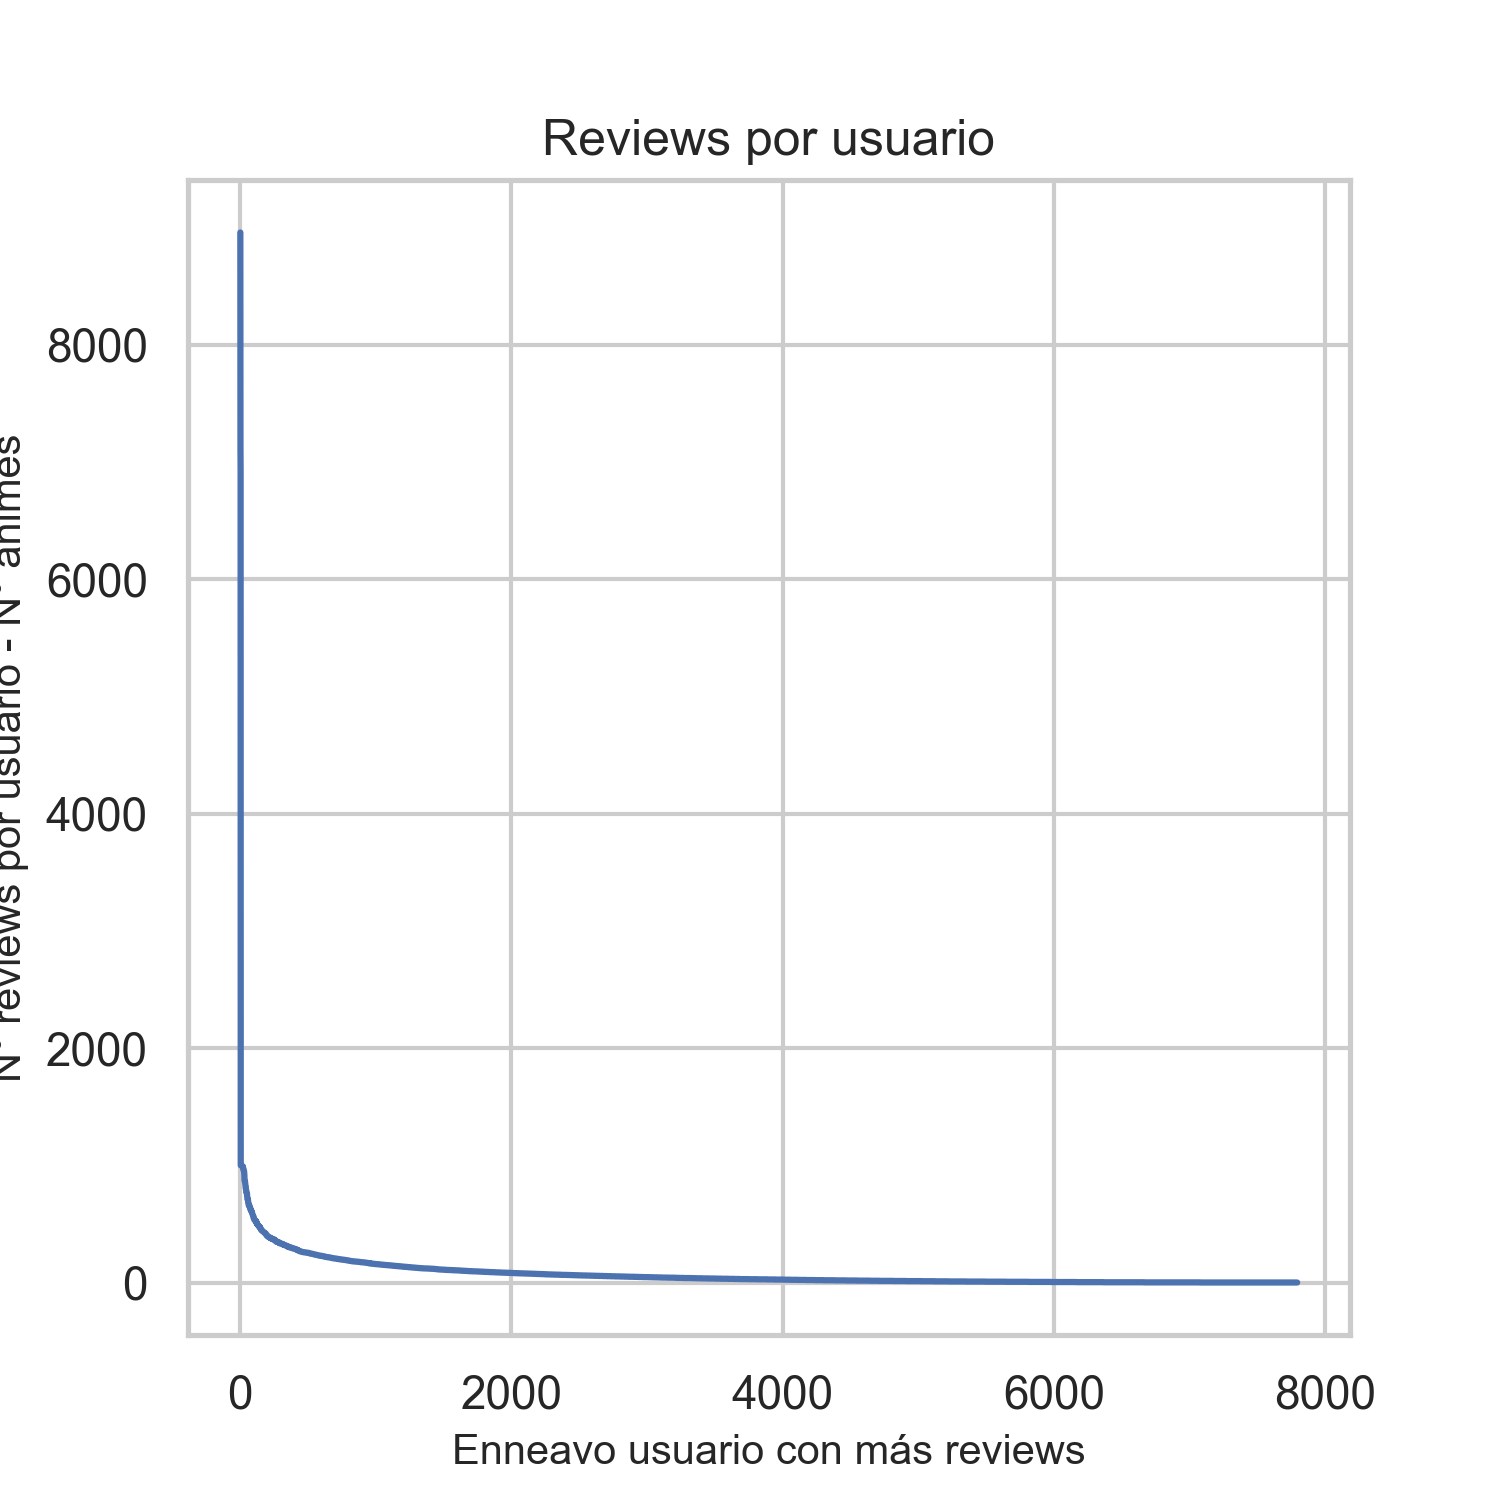 Reviews por usuario
8000
6000
4000
2000
0
N° reviews por usuario - N° animes
0 2000 4000 6000 8000
Enneavo usuario con más reviews